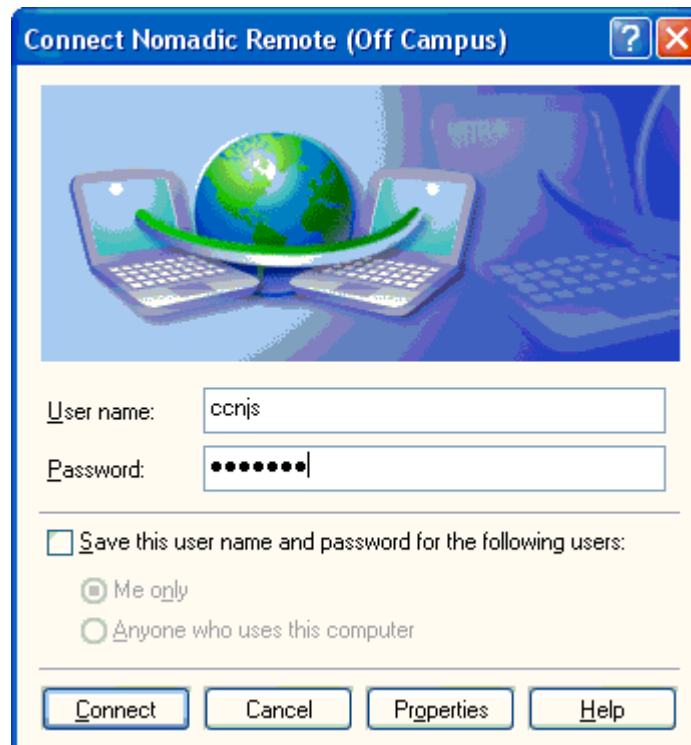 Connect Nomadic Remote (Off Campus)
User name: ccnjs
Password: •••••••
Save this user name and password for the following users:
Me only
Anyone who uses this computer
Connect Cancel Properties Help